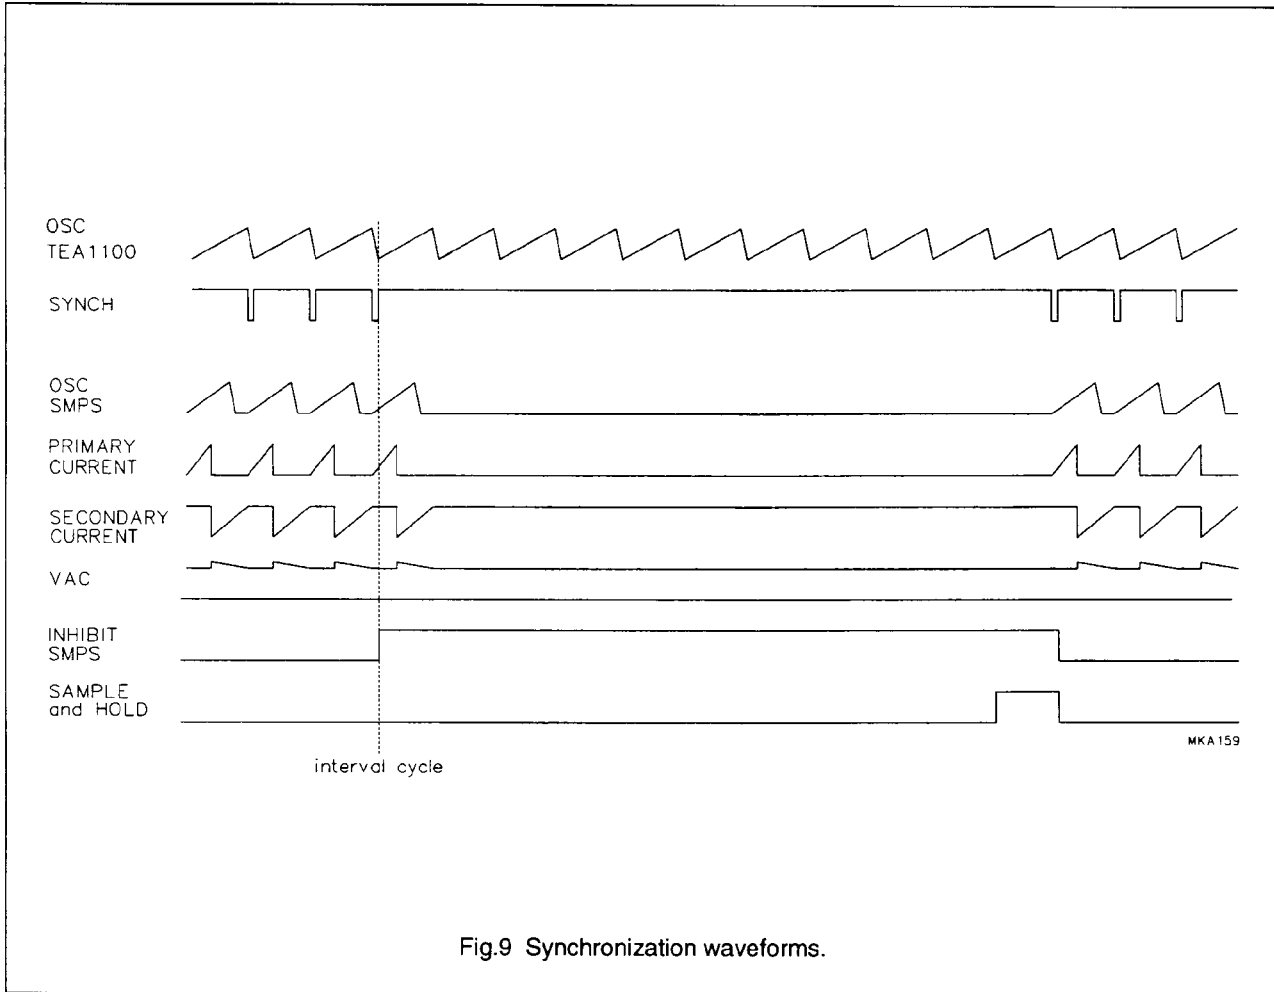 OSC
TEA1100
SYNCH
OSC
SMPS
PRIMARY
CURRENT
SECONDARY
CURRENT
VAC
INHIBIT
SMPS
SAMPLE
and HOLD
MKA159
interval cycle
Fig.9 Synchronization waveforms.